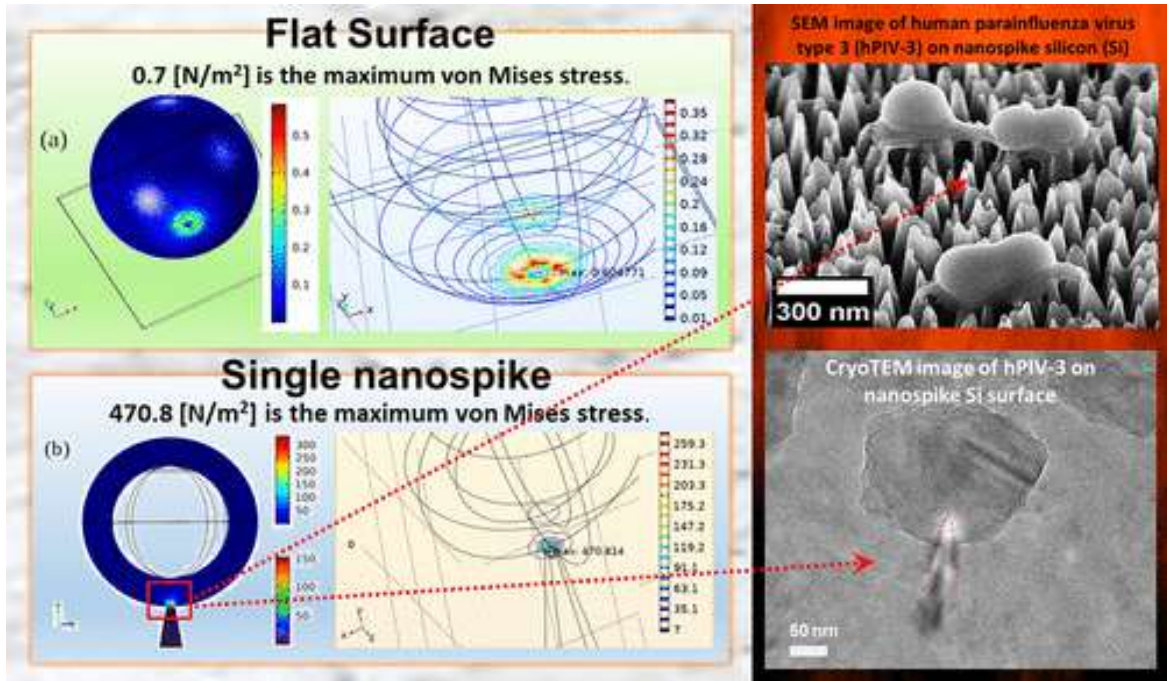 Flat Surface
0.7 [N/m²] is the maximum von Mises stress.
(a)
0.5
0.4
0.3
0.2
0.1
0.35
0.32
0.28
0.24
0.2
0.16
0.12
0.09
0.05
0.01
Single nanospike
470.8 [N/m²] is the maximum von Mises stress.
(b)
300
250
200
150
100
50
150
100
50
Max: 470.814
259.3
231.3
203.3
175.2
147.2
119.2
91.1
63.1
35.1
7
SEM image of human parainfluenza virus
type 3 (hPIV-3) on nanospike silicon (Si)
300 nm
CryoTEM image of hPIV-3 on
nanospike Si surface
50 nm